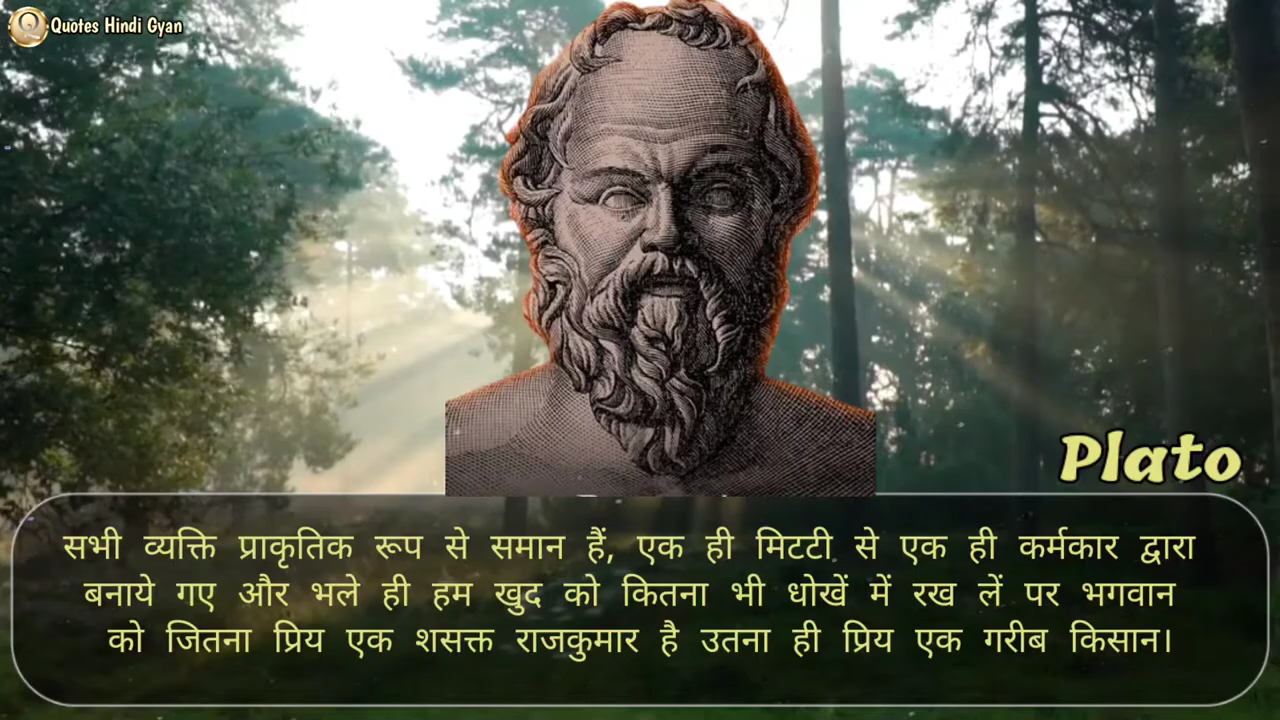 Quotes Hindi Gyan
Plato
सभी व्यक्ति प्राकृतिक रूप से समान हैं, एक ही मिटटी से एक ही कर्मकार द्वारा
बनाये गए और भले ही हम खुद को कितना भी धोखें में रख लें पर भगवान
को जितना प्रिय एक शसक्त राजकुमार है उतना ही प्रिय एक गरीब किसान।